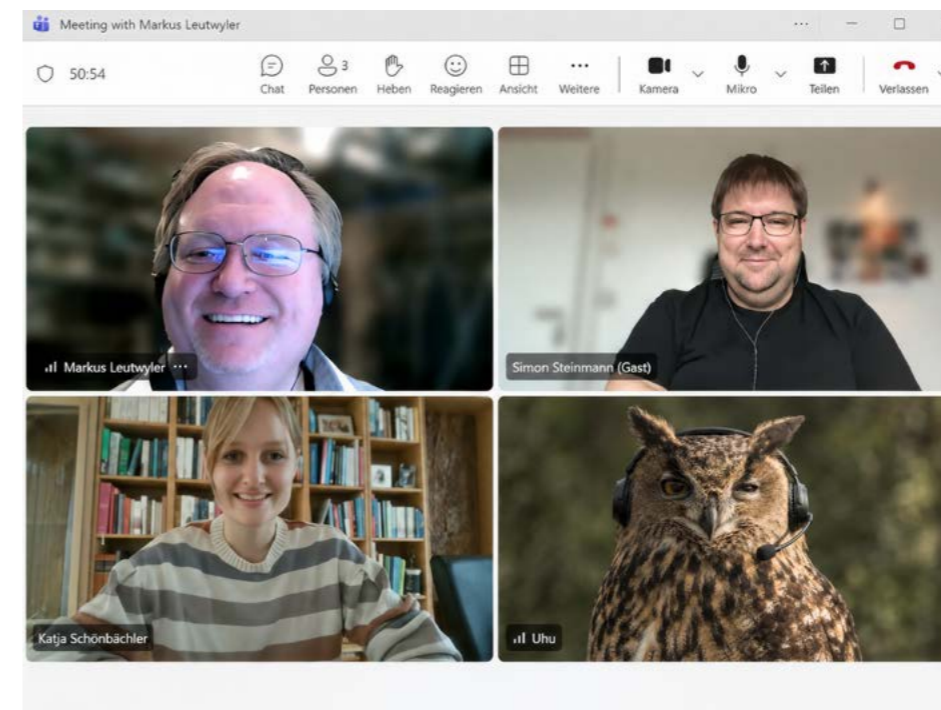 Meeting with Markus Leutwyler
50:54
3
Chat Personen Heben Reagieren Ansicht Weitere Kamera Mikro Teilen Verlassen
Markus Leutwyler
Simon Steinmann (Gast)
Katja Schönbächler
Uhu